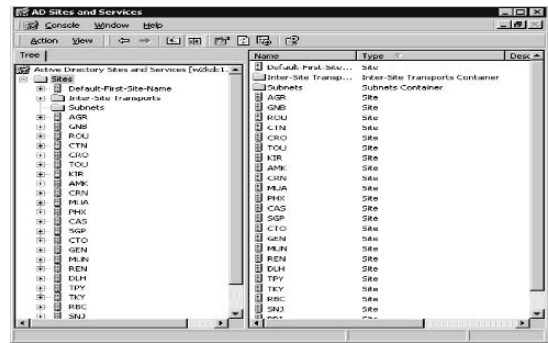 AD Sites and Services
Console Window Help
Action View
Tree
Active Directory Sites and Services [w2kdc1.
Sites
Default-First-Site-Name
Inter-Site Transports
Subnets
AGR
GNB
ROU
CTN
CRO
TOU
KIR
AMK
CRN
MUA
PHX
CAS
SGP
CTO
GEN
MUN
REN
DLH
TPY
TKY
RBC
SNJ
Name Type Desc
Default-First-Site... Site
Inter-Site Transp... Inter-Site Transports Container
Subnets Subnets Container
AGR Site
GNB Site
ROU Site
CTN Site
CRO Site
TOU Site
KIR Site
AMK Site
CRN Site
MUA Site
PHX Site
CAS Site
SGP Site
CTO Site
GEN Site
MUN Site
REN Site
DLH Site
TPY Site
TKY Site
RBC Site
SNJ Site